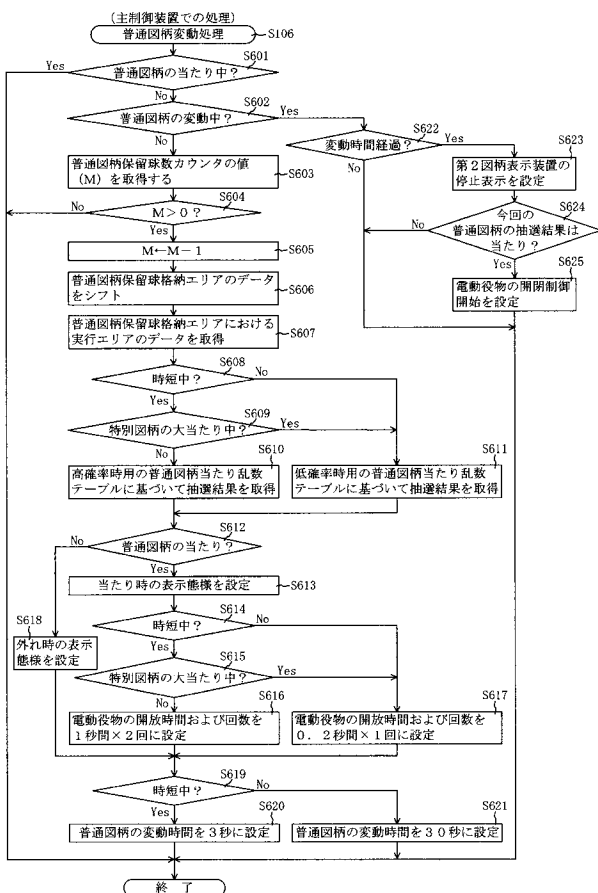 (主制御装置での処理)
普通図柄変動処理
S106
S601
普通図柄の当たり中?
Yes
No
S602
普通図柄の変動中?
Yes
No
S622
変動時間経過?
Yes
No
S623
第2図柄表示装置の
停止表示を設定
普通図柄保留球数カウンタの値
(M)を取得する
S603
S604
M>0?
No
Yes
S624
今回の
普通図柄の抽選結果は
当たり?
No
Yes
M←M-1
S605
S625
電動役物の開閉制御
開始を設定
普通図柄保留球格納エリアのデータ
をシフト
S606
普通図柄保留球格納エリアにおける
実行エリアのデータを取得
S607
S608
時短中?
No
Yes
S609
特別図柄の大当たり中?
Yes
No
S610
高確率時用の普通図柄当たり乱数
テーブルに基づいて抽選結果を取得
S611
低確率時用の普通図柄当たり乱数
テーブルに基づいて抽選結果を取得
S612
普通図柄の当たり?
No
Yes
当たり時の表示態様を設定
S613
S614
時短中?
No
Yes
S618
外れ時の表示
態様を設定
S615
特別図柄の大当たり中?
Yes
No
S616
電動役物の開放時間および回数を
1秒間×2回に設定
S617
電動役物の開放時間および回数を
0.2秒間×1回に設定
S619
時短中?
No
Yes
S620
普通図柄の変動時間を3秒に設定
S621
普通図柄の変動時間を30秒に設定
終 了